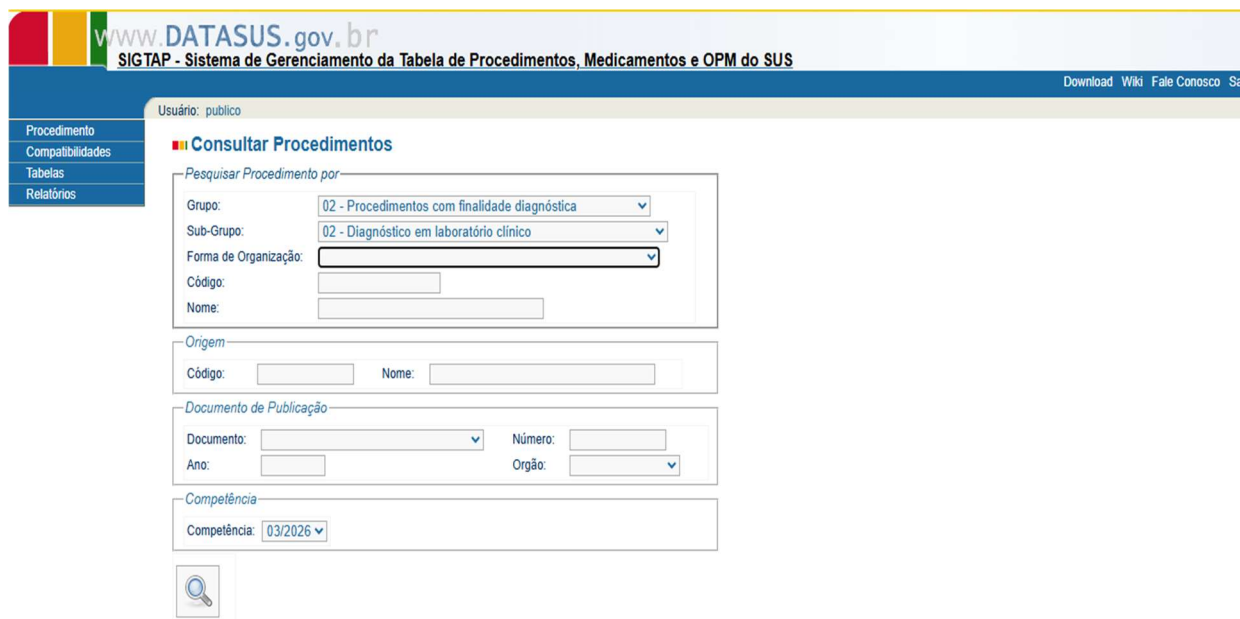 www.DATASUS.gov.br
SIGTAP - Sistema de Gerenciamento da Tabela de Procedimentos, Medicamentos e OPM do SUS
Download Wiki Fale Conosco
Usuário: publico
Procedimento
Compatibilidades
Tabelas
Relatórios
Consultar Procedimentos
Pesquisar Procedimento por
Grupo: 02 - Procedimentos com finalidade diagnóstica
Sub-Grupo: 02 - Diagnóstico em laboratório clínico
Forma de Organização:
Código:
Nome:
Origem
Código: Nome:
Documento de Publicação
Documento: Número:
Ano: Orgão:
Competência
Competência: 03/2026